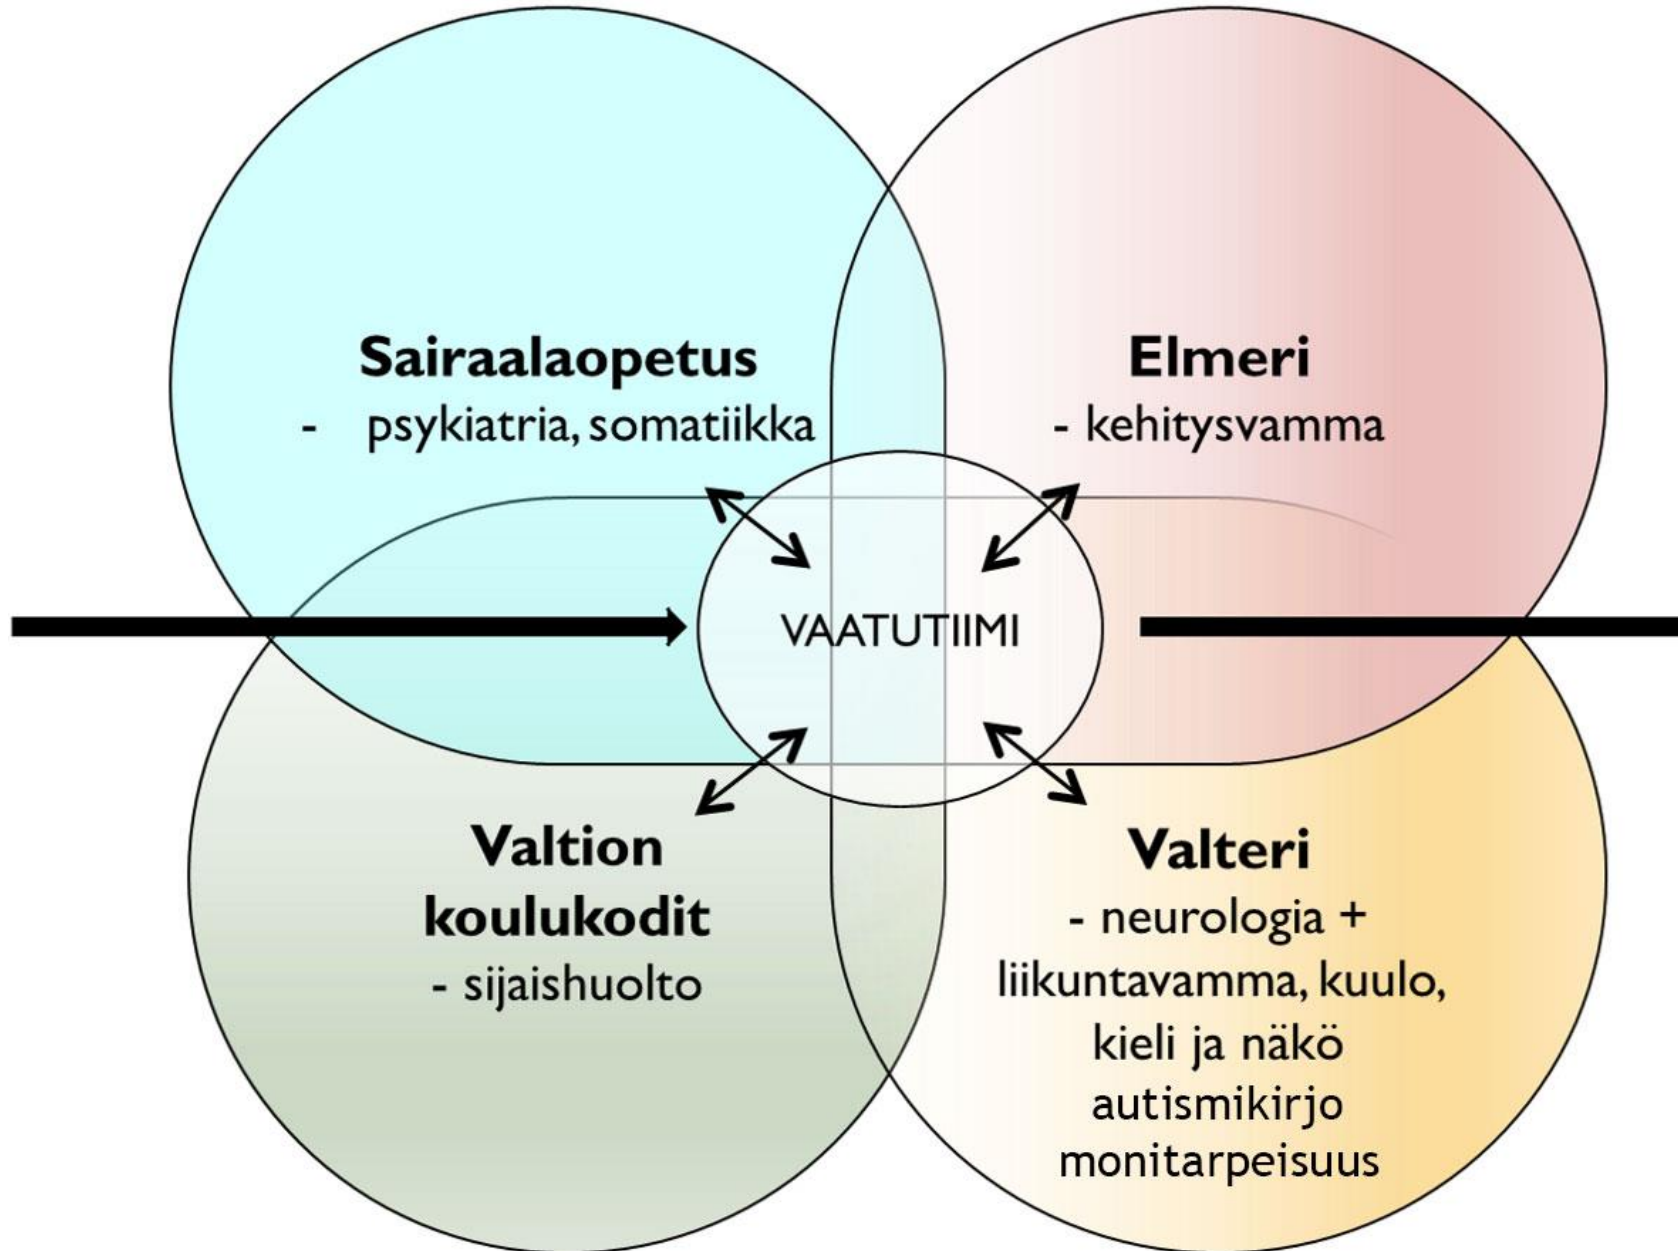 Sairaalaopetus
- psykiatria, somatiikka
Elmeri
- kehitysvamma
VAATUTIIMI
Valtion
koulukodit
- sijaishuolto
Valteri
- neurologia +
liikuntavamma, kuulo,
kieli ja näkö
autismikirjo
monitarpeisuus